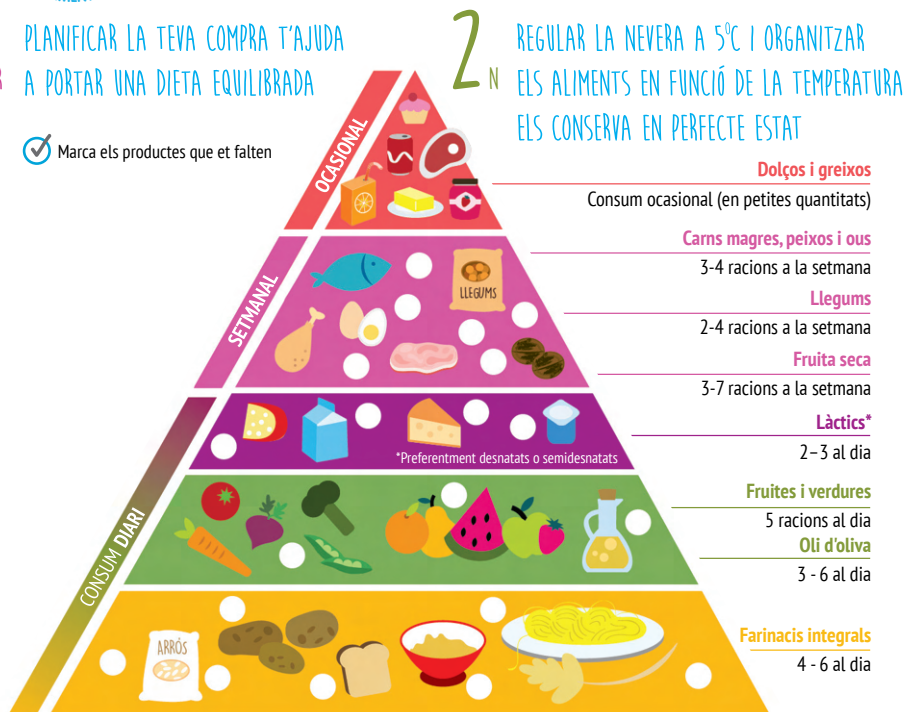 PLANIFICAR LA TEVA COMPRA T'AJUDA
A PORTAR UNA DIETA EQUILIBRADA
Marca els productes que et falten
2N
REGULAR LA NEVERA A 5ºC I ORGANITZAR
ELS ALIMENTS EN FUNCIÓ DE LA TEMPERATURA
ELS CONSERVA EN PERFECTE ESTAT
OCASIONAL
Dolços i greixos
Consum ocasional (en petites quantitats)
SETMANAL
LLEGUMS
Carns magres, peixos i ous
3-4 racions a la setmana
Llegums
2-4 racions a la setmana
Fruita seca
3-7 racions a la setmana
CONSUM DIARI
*Preferentment desnatats o semidesnatats
Làctics*
2–3 al dia
Fruites i verdures
5 racions al dia
Oli d'oliva
3 - 6 al dia
ARRÓS
Farinacis integrals
4 - 6 al dia